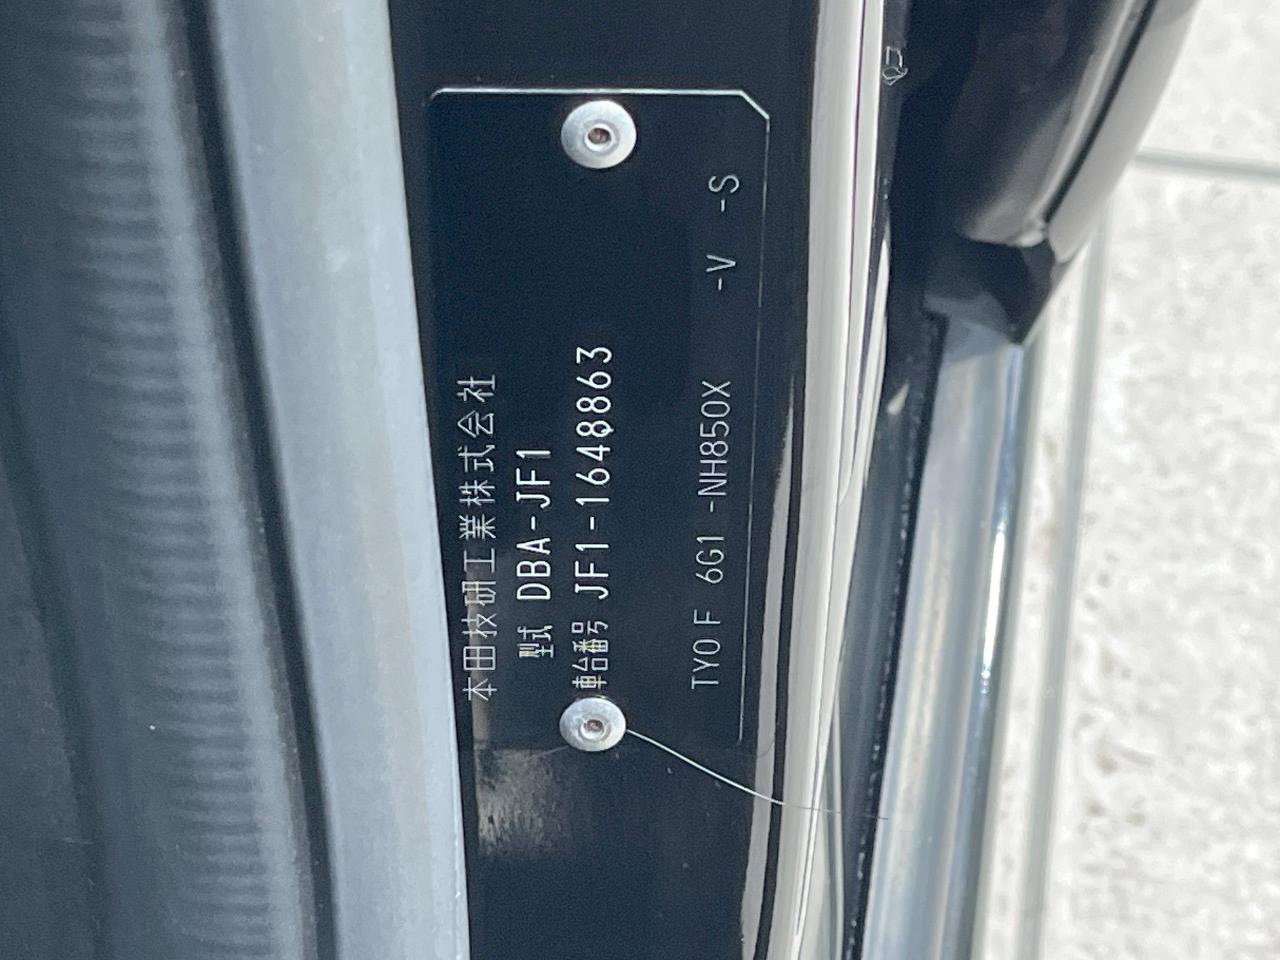 本田技研工業株式会社
型式 DBA-JF1
車台番号 JF1-1648863
TY0F 6G1 -NH850X -V -S